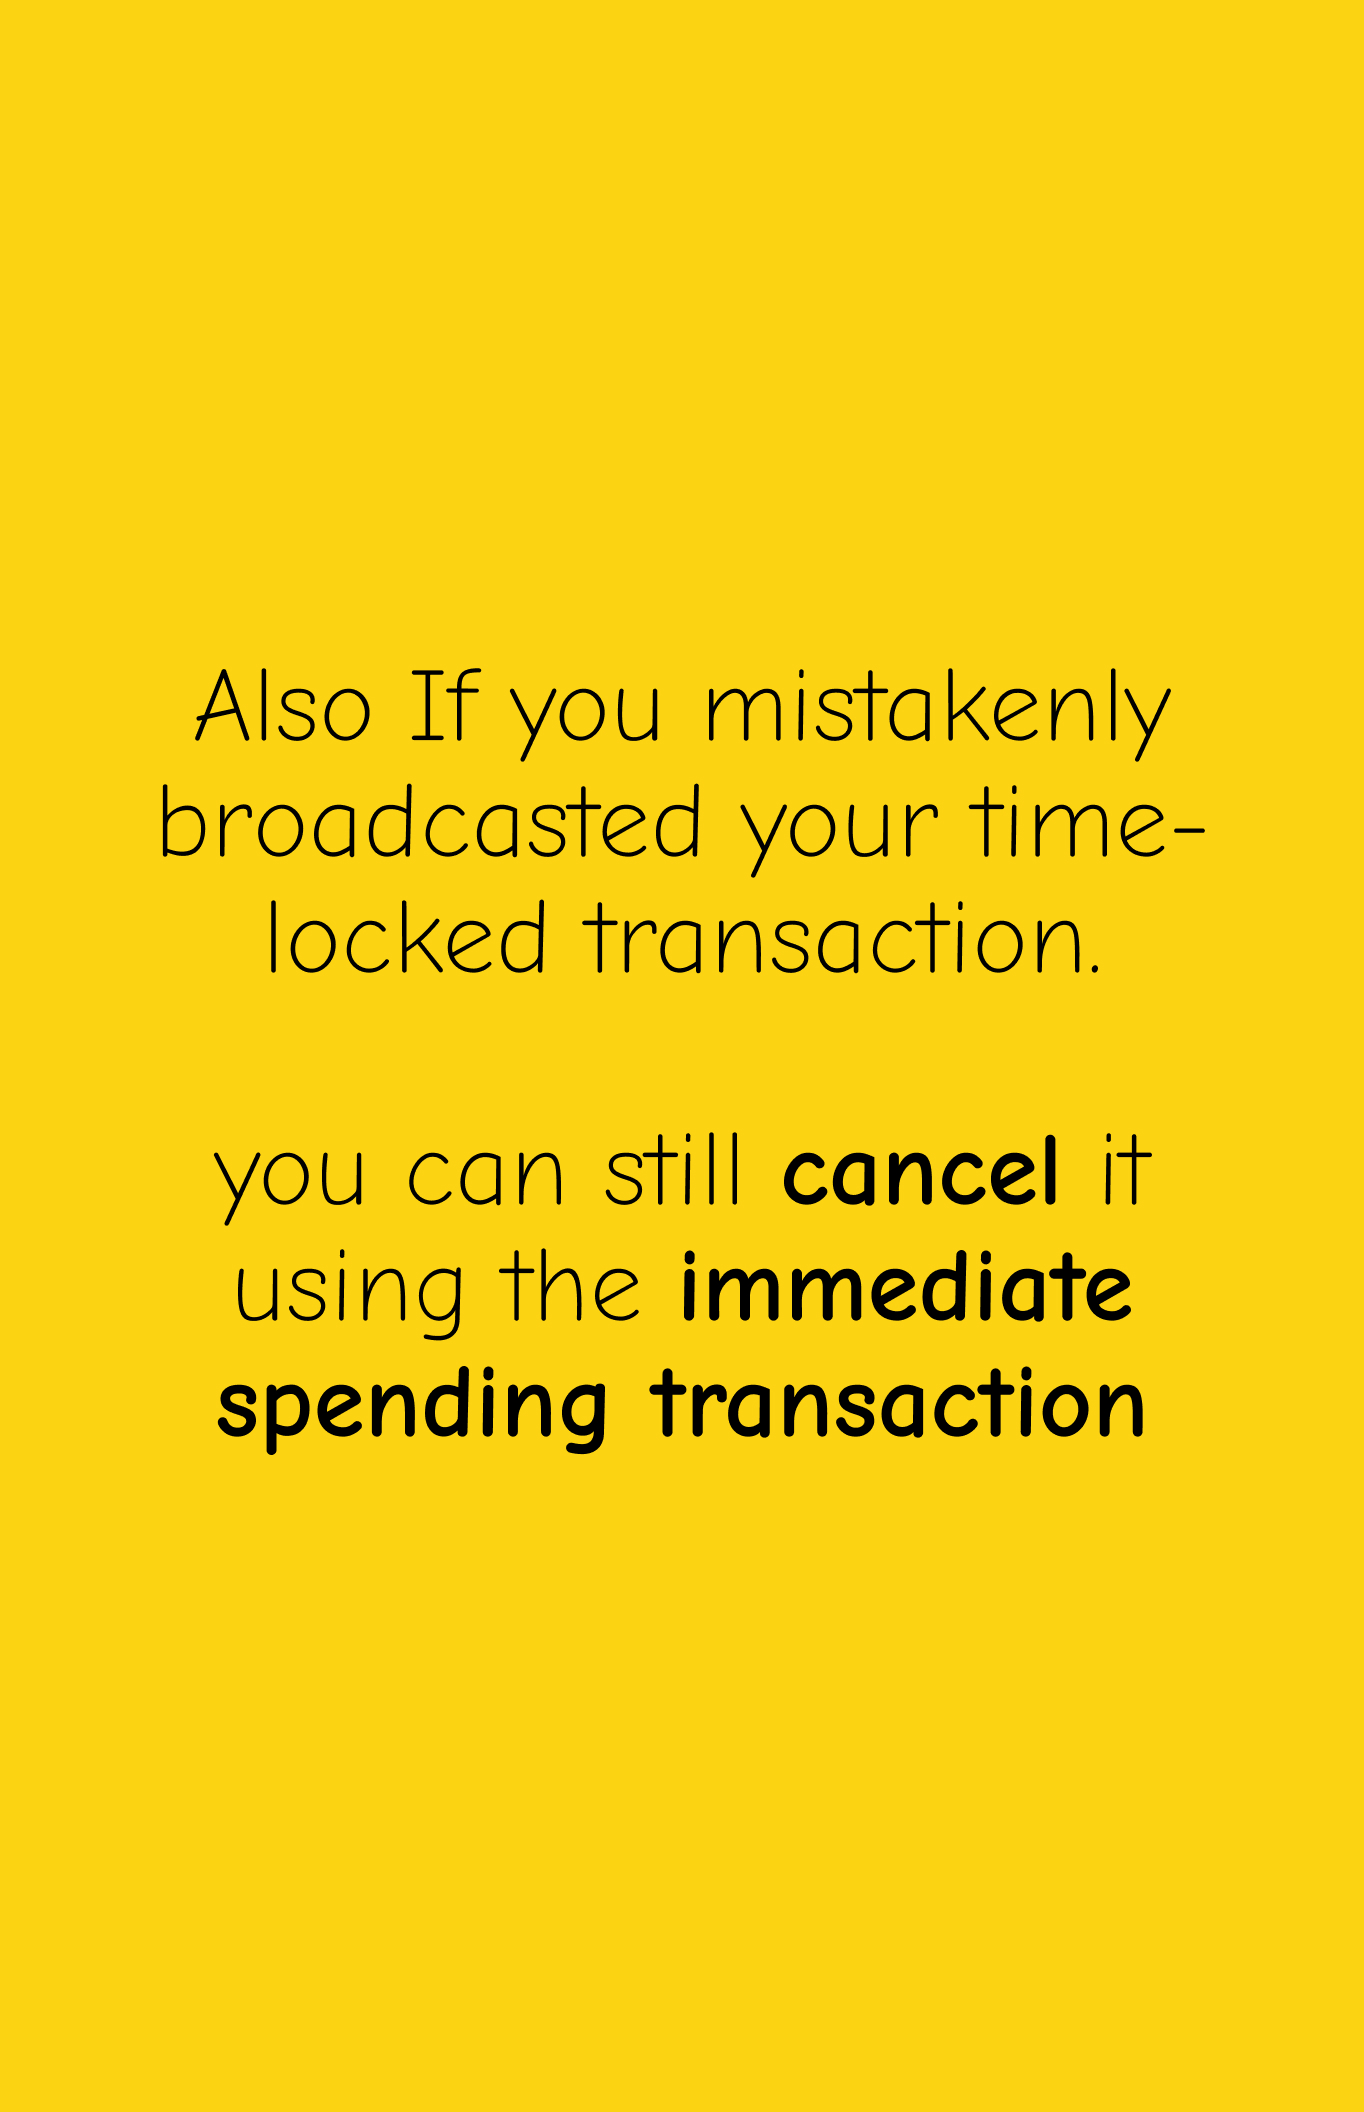 Also If you mistakenly
broadcasted your time-
locked transaction.
you can still cancel it
using the immediate
spending transaction